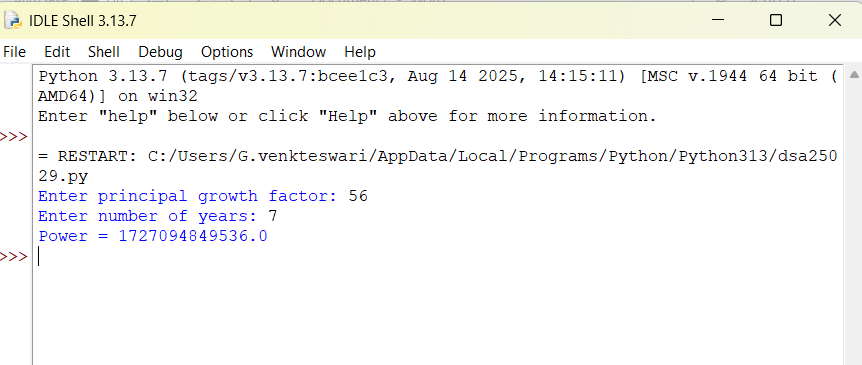 IDLE Shell 3.13.7
File Edit Shell Debug Options Window Help
Python 3.13.7 (tags/v3.13.7:bcee1c3, Aug 14 2025, 14:15:11) [MSC v.1944 64 bit (
AMD64)] on win32
Enter "help" below or click "Help" above for more information.
>>>
= RESTART: C:/Users/G.venkteswari/AppData/Local/Programs/Python/Python313/dsa250
29.py
Enter principal growth factor: 56
Enter number of years: 7
Power = 1727094849536.0
>>>